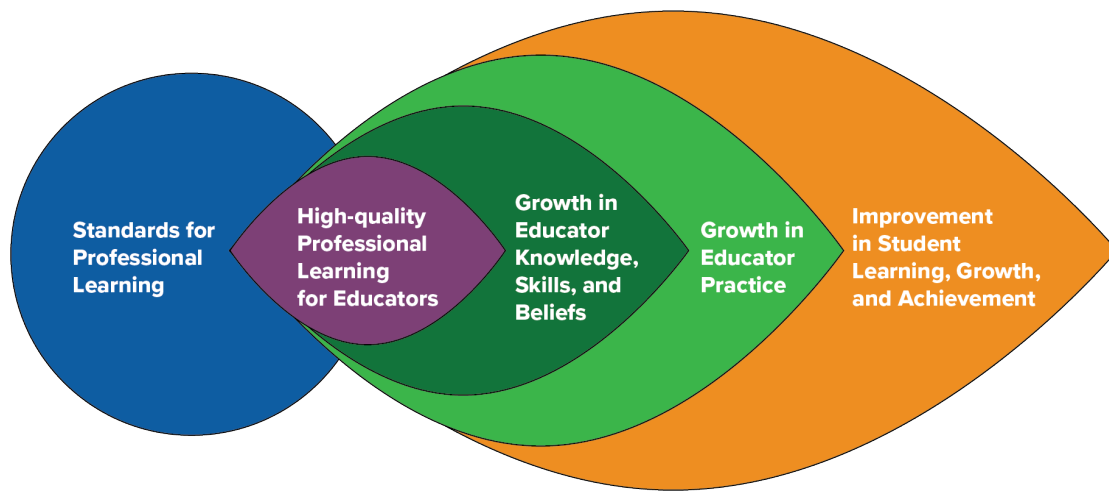 Standards for
Professional
Learning
High-quality
Professional
Learning
for Educators
Growth in
Educator
Knowledge,
Skills, and
Beliefs
Growth in
Educator
Practice
Improvement
in Student
Learning, Growth,
and Achievement